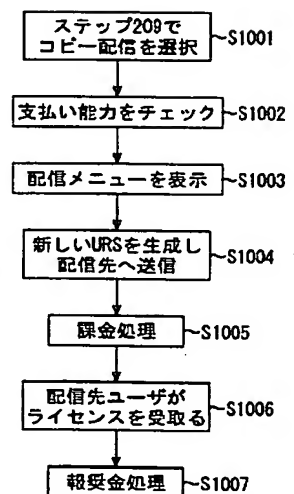 ステップ209で
コピー配信を選択
~S1001
支払い能力をチェック
~S1002
配信メニューを表示
~S1003
新しいURSを生成し
配信先へ送信
~S1004
課金処理
~S1005
配信先ユーザが
ライセンスを受取る
~S1006
報奨金処理
~S1007